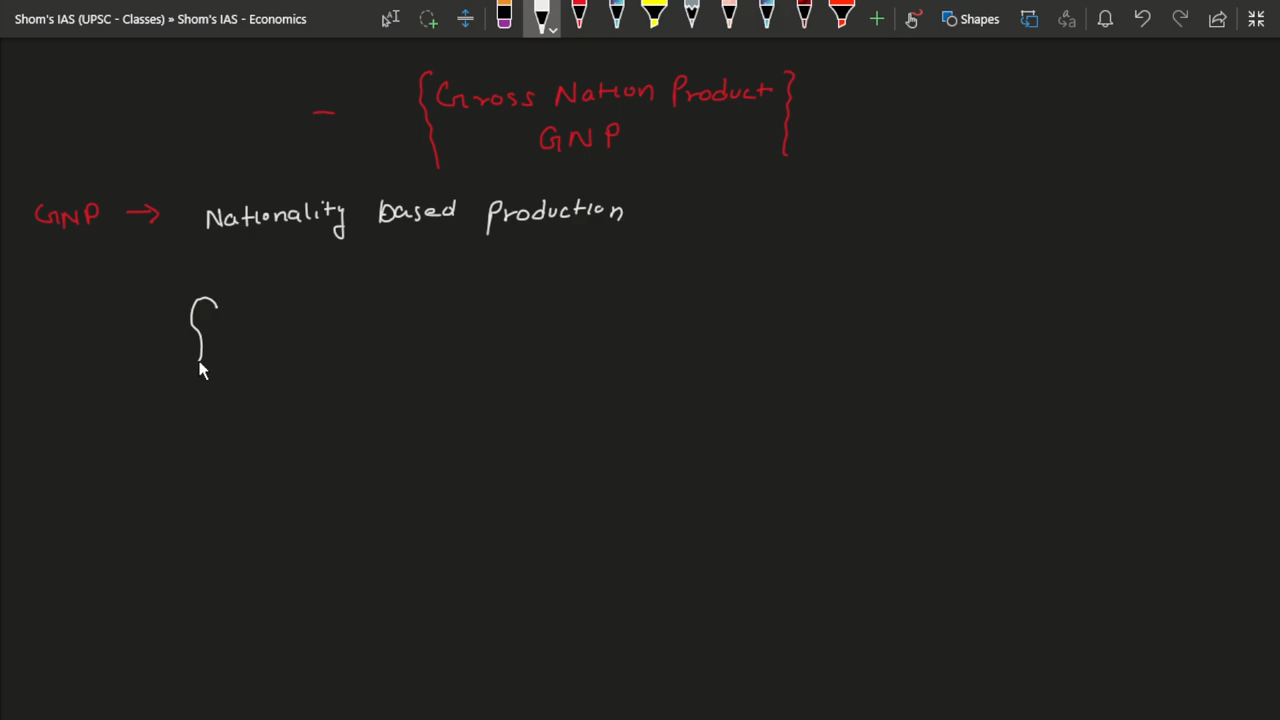 Shom's IAS (UPSC - Classes) » Shom's IAS - Economics
Shapes
- {Gross Nation Product}
GNP
GNP → Nationality based production